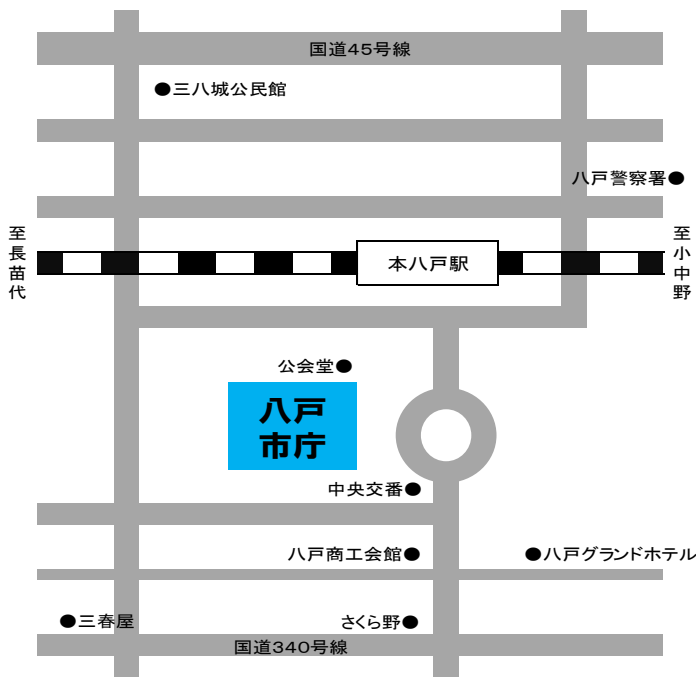 国道45号線
●三八城公民館
八戸警察署●
至長苗代
本八戸駅
至小中野
公会堂●
八戸
市庁
中央交番●
八戸商工会館●
●八戸グランドホテル
●三春屋
さくら野●
国道340号線